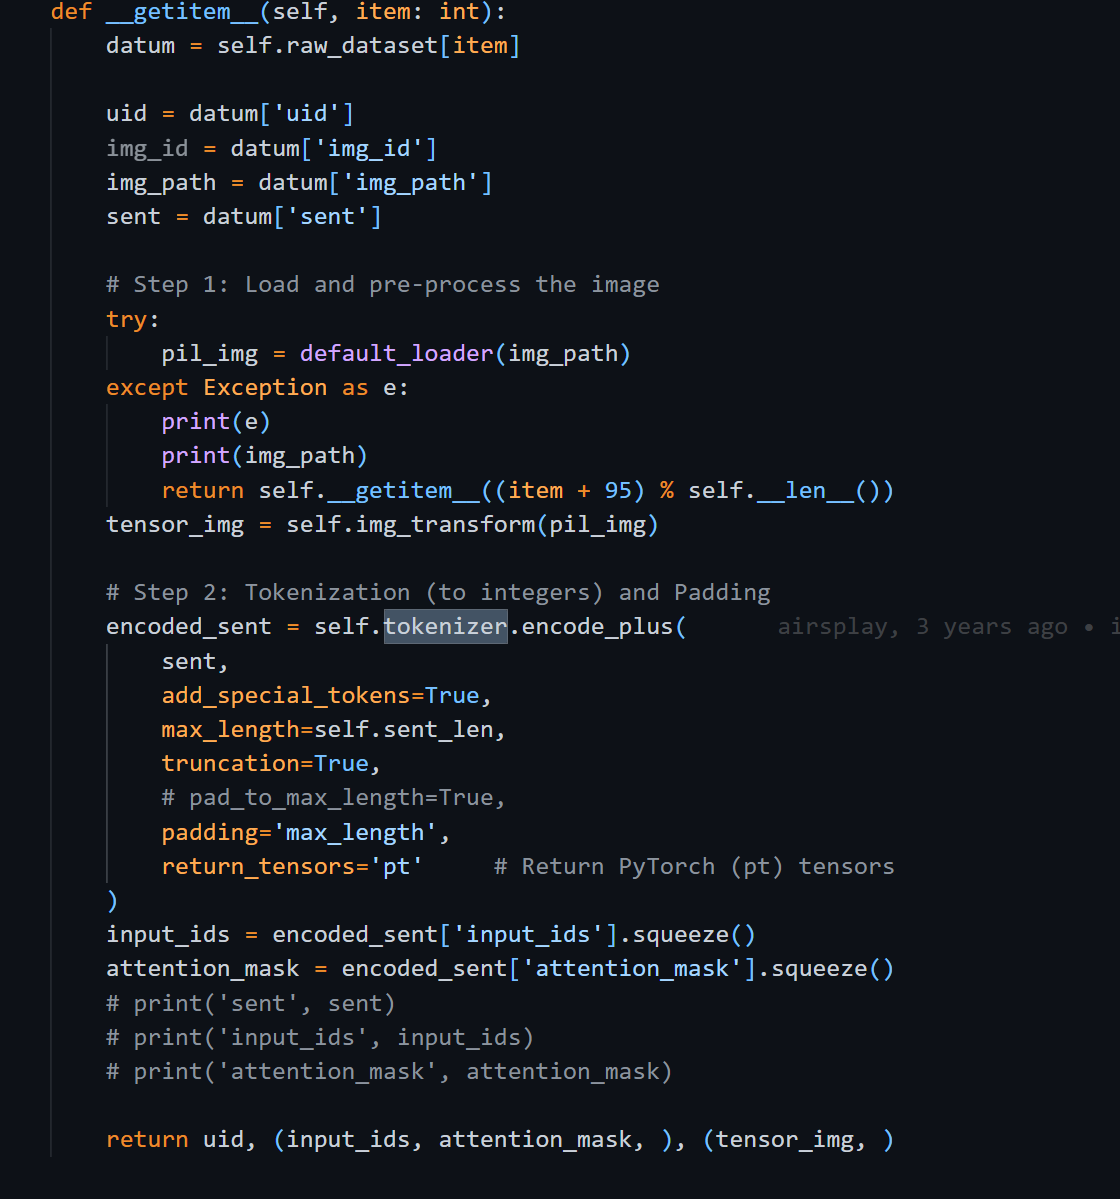 def __getitem__(self, item: int):
    datum = self.raw_dataset[item]

    uid = datum['uid']
    img_id = datum['img_id']
    img_path = datum['img_path']
    sent = datum['sent']

    # Step 1: Load and pre-process the image
    try:
        pil_img = default_loader(img_path)
    except Exception as e:
        print(e)
        print(img_path)
        return self.__getitem__((item + 95) % self.__len__())
    tensor_img = self.img_transform(pil_img)

    # Step 2: Tokenization (to integers) and Padding
    encoded_sent = self.tokenizer.encode_plus(      airsplay, 3 years ago •
        sent,
        add_special_tokens=True,
        max_length=self.sent_len,
        truncation=True,
        # pad_to_max_length=True,
        padding='max_length',
        return_tensors='pt'     # Return PyTorch (pt) tensors
    )
    input_ids = encoded_sent['input_ids'].squeeze()
    attention_mask = encoded_sent['attention_mask'].squeeze()
    # print('sent', sent)
    # print('input_ids', input_ids)
    # print('attention_mask', attention_mask)

    return uid, (input_ids, attention_mask, ), (tensor_img, )